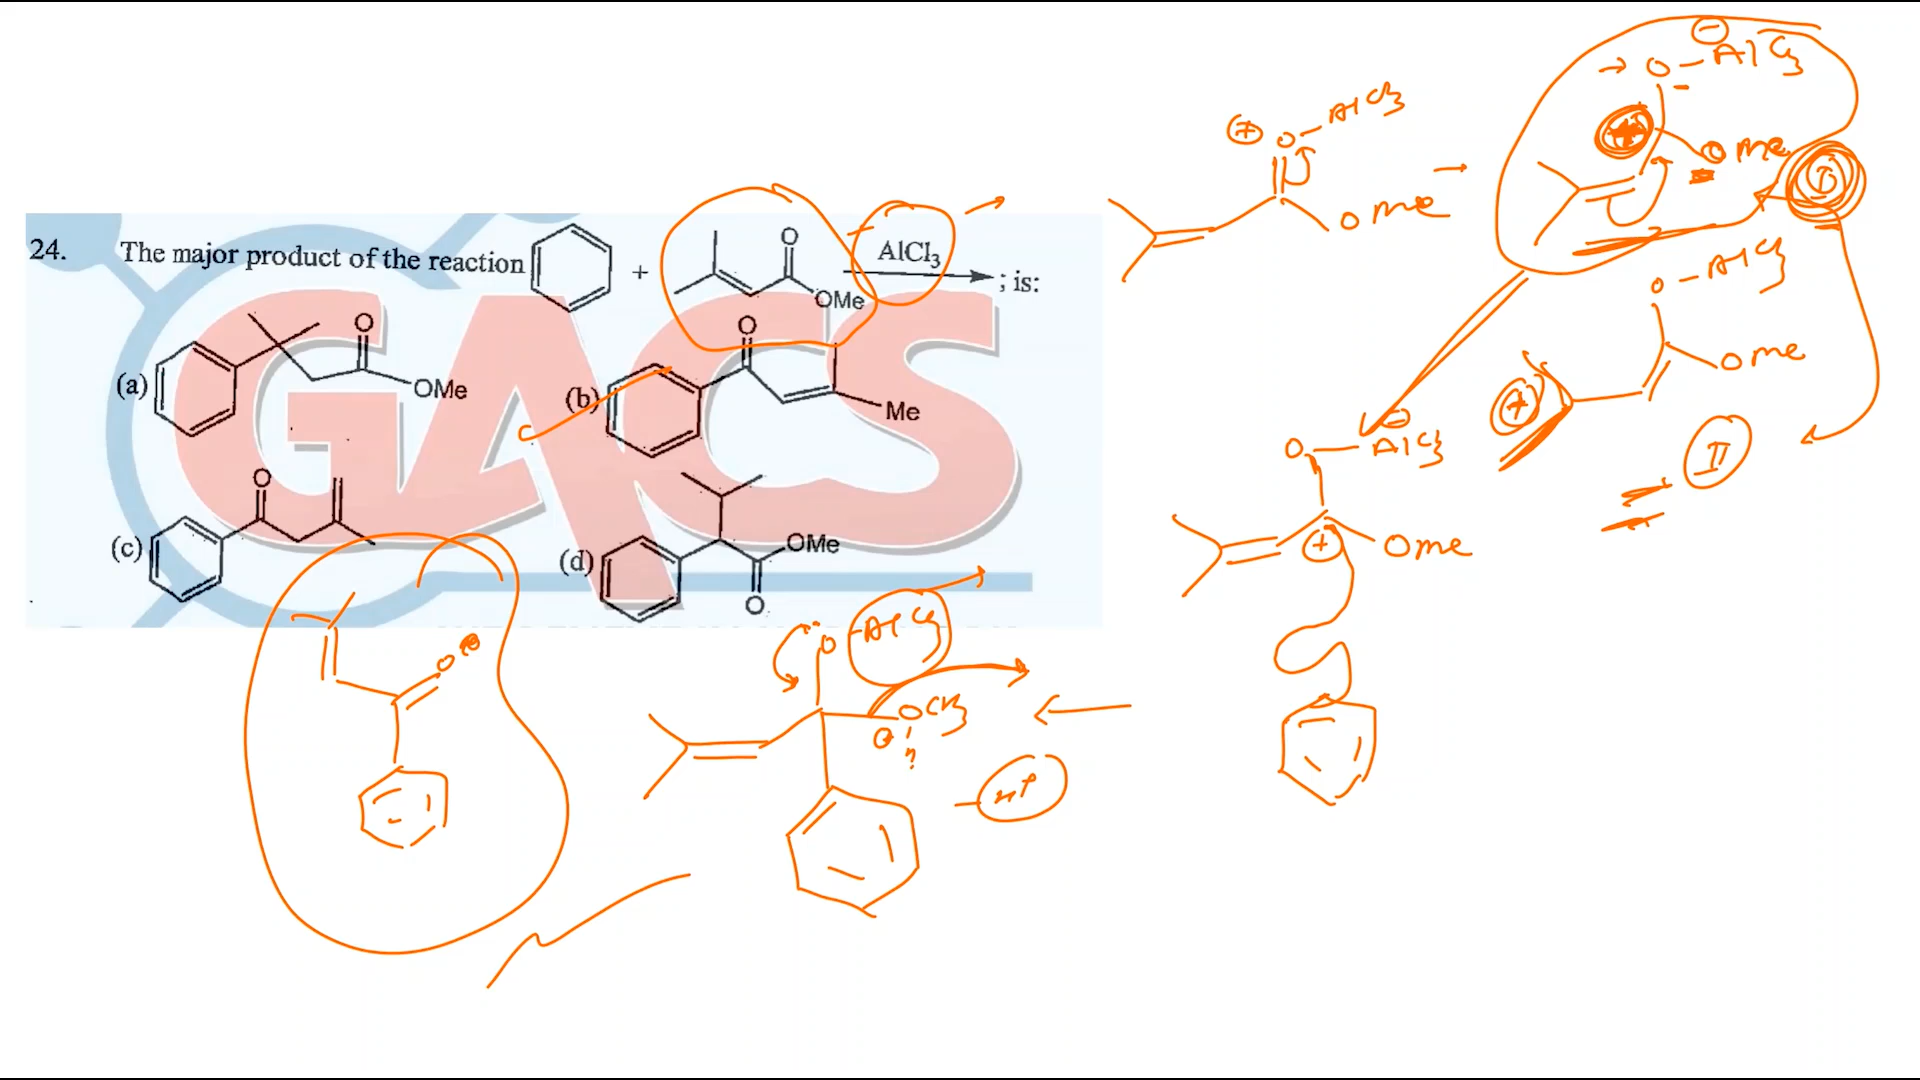 24. The major product of the reaction + AlCl3 ; is:
O
OMe
(a)
O
OMe
(b)
O
Me
(c)
O
(d)
OMe
O
GACS
⊕ O-AlCl3
OMe
→ O-AlCl3
⊖
+
OMe
I
O-AlCl3
OMe
+
II
O-AlCl3
⊖
+
OMe
O-AlCl3
OCH3
O